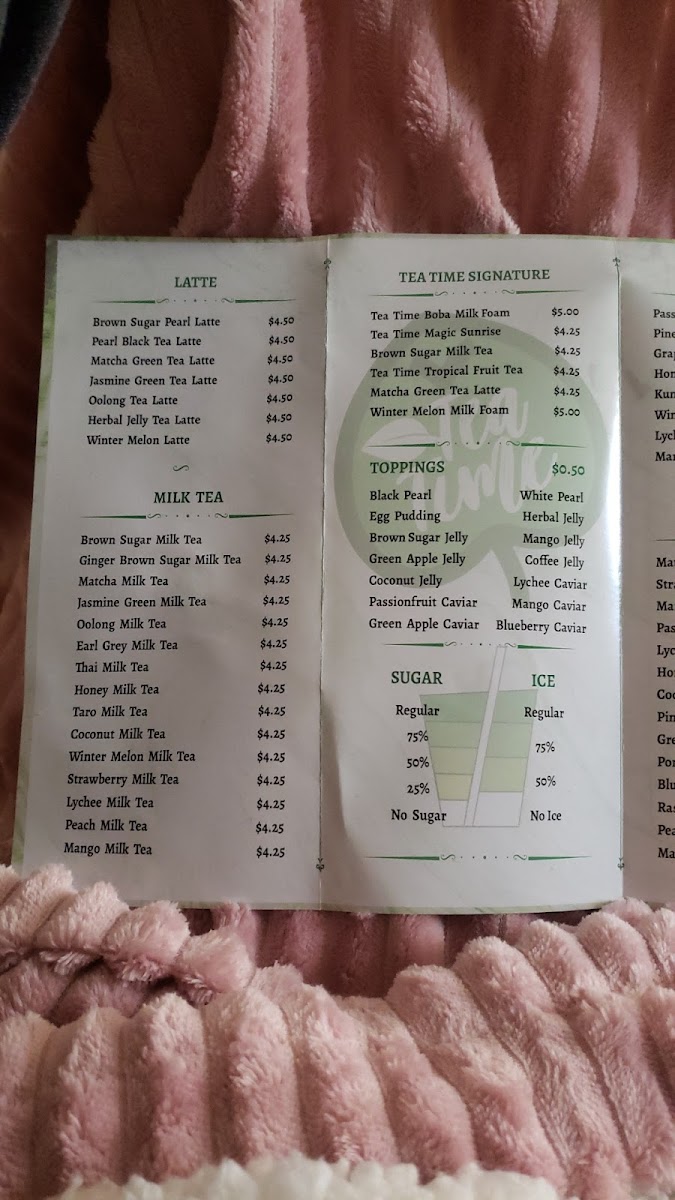 LATTE
Brown Sugar Pearl Latte $4.50
Pearl Black Tea Latte $4.50
Matcha Green Tea Latte $4.50
Jasmine Green Tea Latte $4.50
Oolong Tea Latte $4.50
Herbal Jelly Tea Latte $4.50
Winter Melon Latte $4.50
MILK TEA
Brown Sugar Milk Tea $4.25
Ginger Brown Sugar Milk Tea $4.25
Matcha Milk Tea $4.25
Jasmine Green Milk Tea $4.25
Oolong Milk Tea $4.25
Earl Grey Milk Tea $4.25
Thai Milk Tea $4.25
Honey Milk Tea $4.25
Taro Milk Tea $4.25
Coconut Milk Tea $4.25
Winter Melon Milk Tea $4.25
Strawberry Milk Tea $4.25
Lychee Milk Tea $4.25
Peach Milk Tea $4.25
Mango Milk Tea $4.25
TEA TIME SIGNATURE
Tea Time Boba Milk Foam $5.00
Tea Time Magic Sunrise $4.25
Brown Sugar Milk Tea $4.25
Tea Time Tropical Fruit Tea $4.25
Matcha Green Tea Latte $4.25
Winter Melon Milk Foam $5.00
Tea
Time
TOPPINGS $0.50
Black Pearl White Pearl
Egg Pudding Herbal Jelly
Brown Sugar Jelly Mango Jelly
Green Apple Jelly Coffee Jelly
Coconut Jelly Lychee Caviar
Passionfruit Caviar Mango Caviar
Green Apple Caviar Blueberry Caviar
SUGAR ICE
Regular Regular
75% 75%
50% 50%
25%
No Sugar No Ice